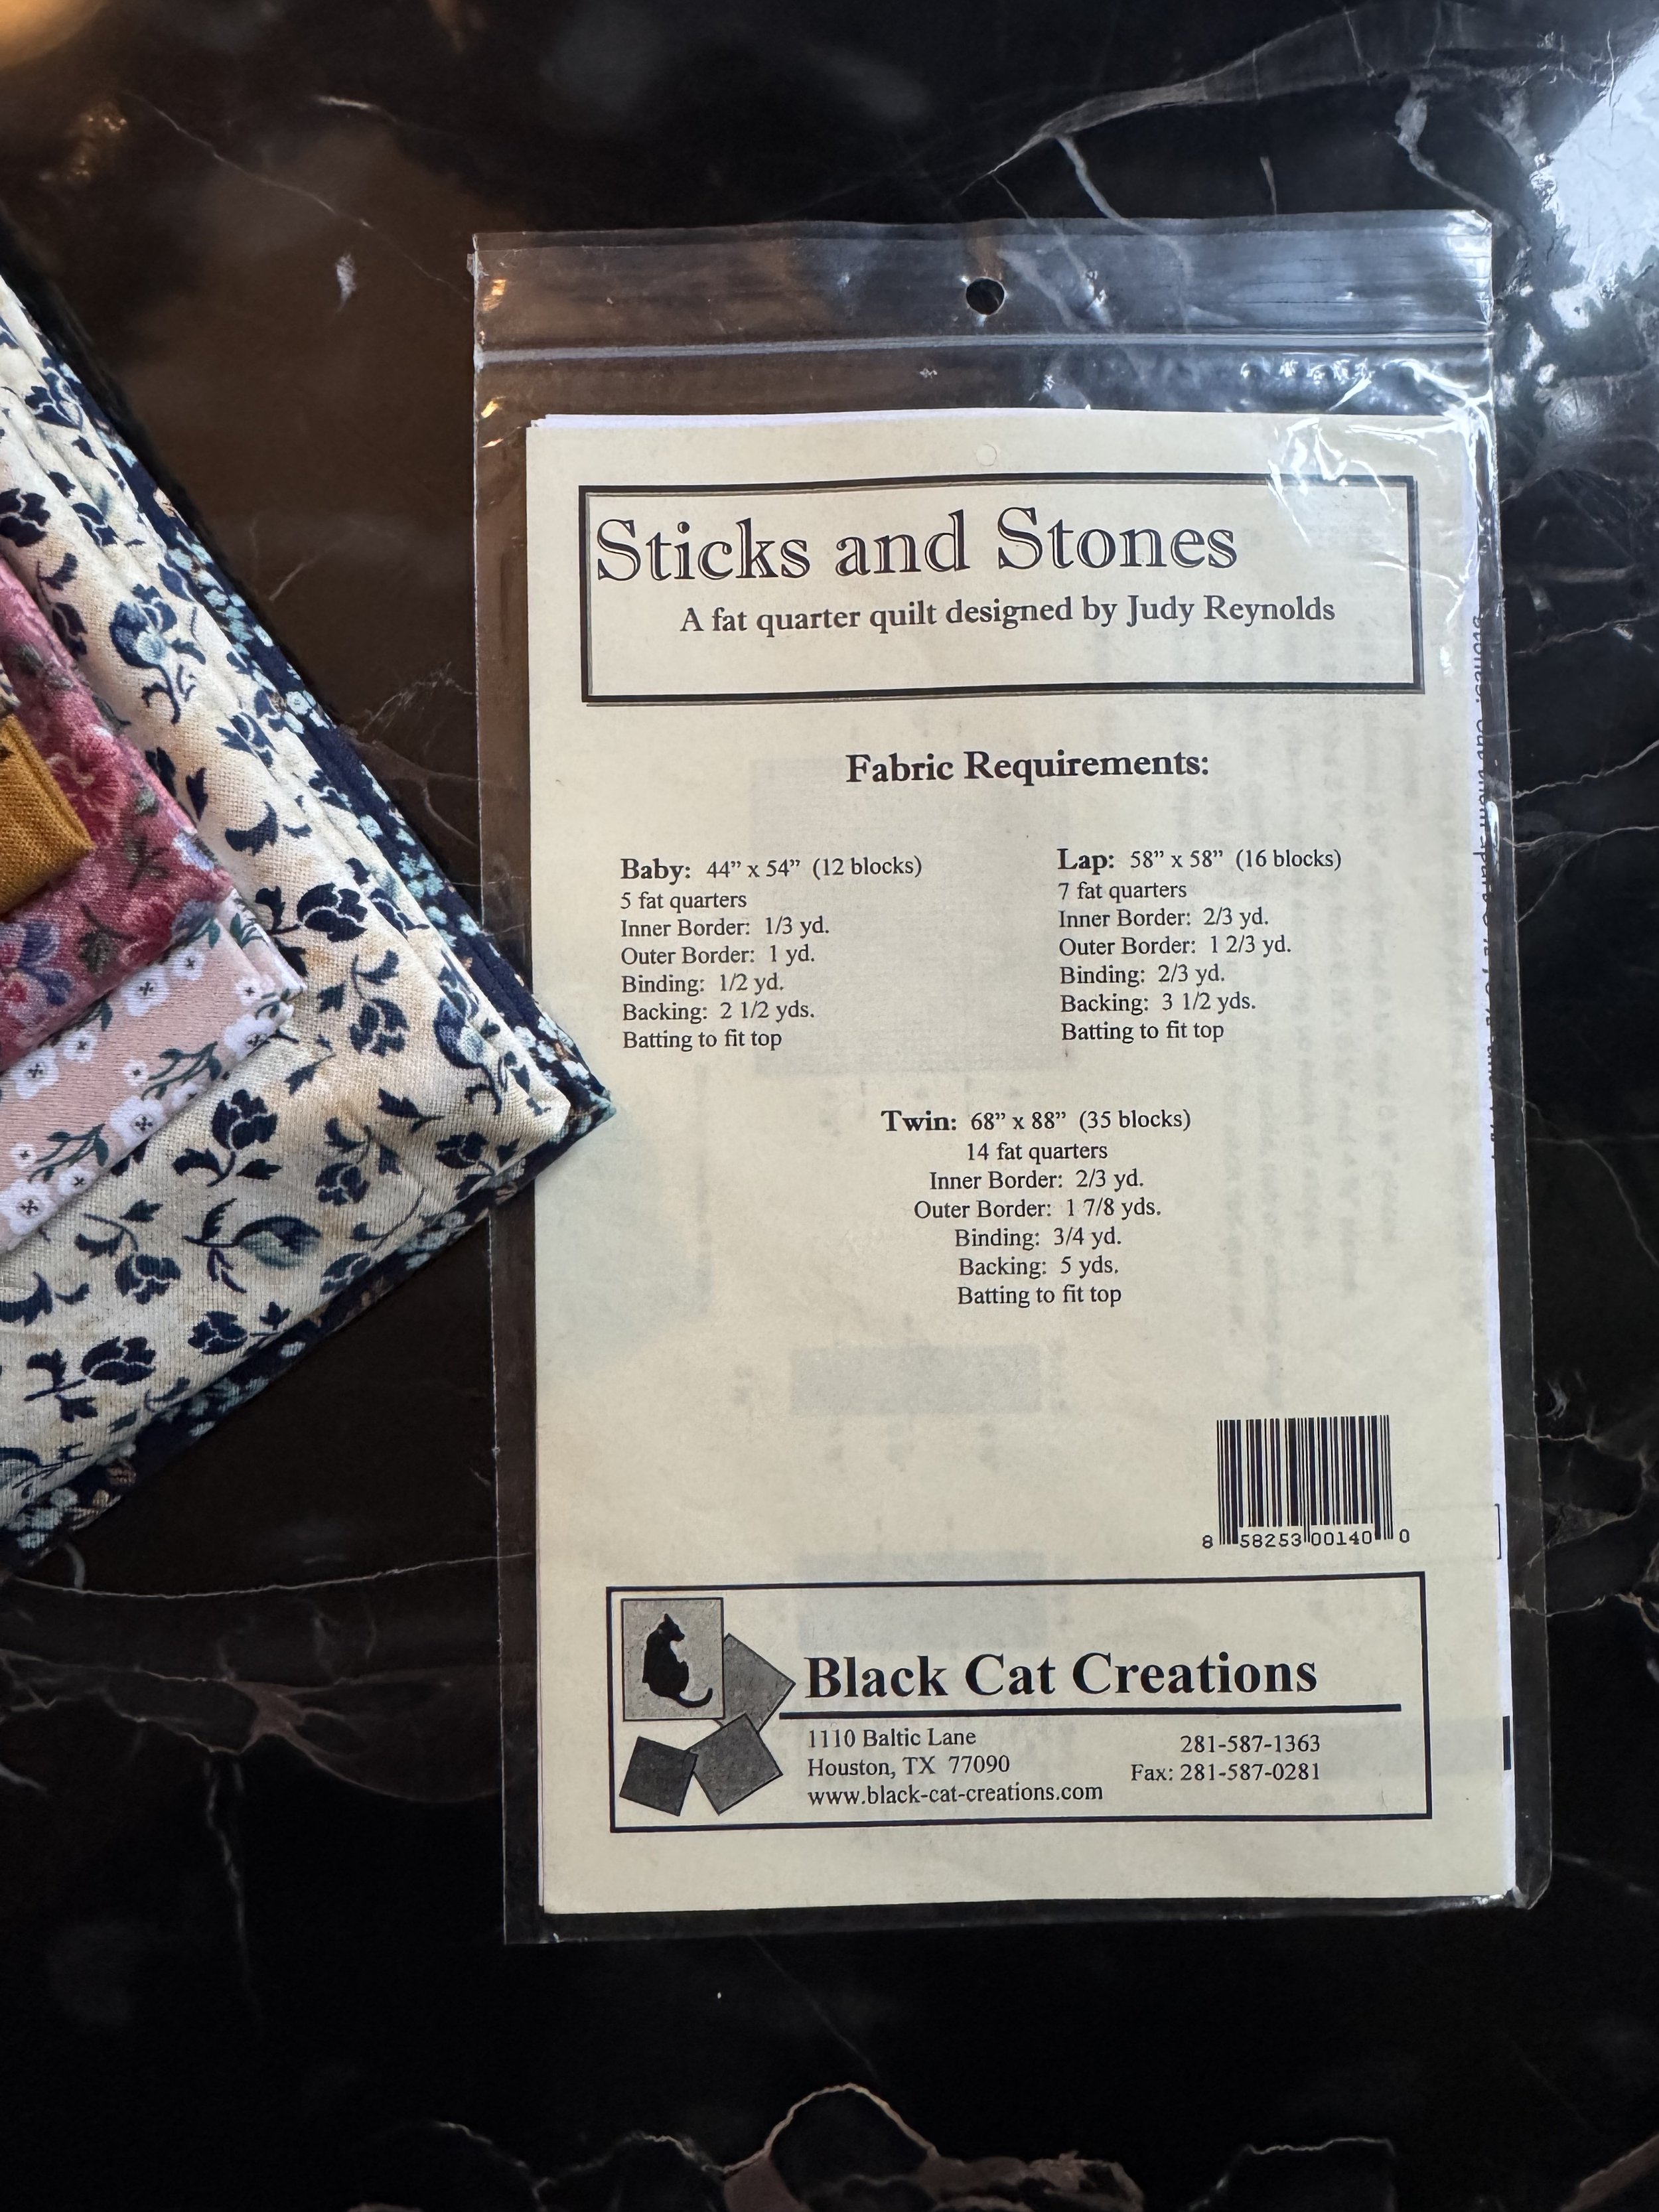 Sticks and Stones
A fat quarter quilt designed by Judy Reynolds
Fabric Requirements:
Baby: 44” x 54” (12 blocks)
5 fat quarters
Inner Border: 1/3 yd.
Outer Border: 1 yd.
Binding: 1/2 yd.
Backing: 2 1/2 yds.
Batting to fit top
Lap: 58” x 58” (16 blocks)
7 fat quarters
Inner Border: 2/3 yd.
Outer Border: 1 2/3 yd.
Binding: 2/3 yd.
Backing: 3 1/2 yds.
Batting to fit top
Twin: 68” x 88” (35 blocks)
14 fat quarters
Inner Border: 2/3 yd.
Outer Border: 1 7/8 yds.
Binding: 3/4 yd.
Backing: 5 yds.
Batting to fit top
8 58253 00140 0
Black Cat Creations
1110 Baltic Lane
Houston, TX 77090
www.black-cat-creations.com
281-587-1363
Fax: 281-587-0281